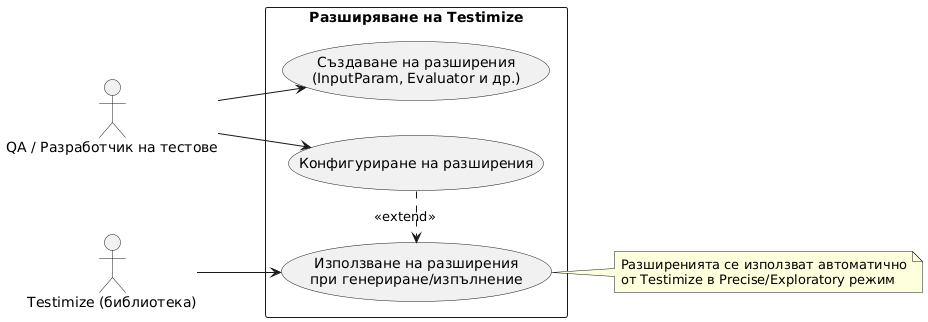 Разширяване на Testimize
Създаване на разширения
(InputParam, Evaluator и др.)
QA / Разработчик на тестове
Конфигуриране на разширения
«extend»
Използване на разширения
при генериране/изпълнение
Testimize (библиотека)
Разширенията се използват автоматично
от Testimize в Precise/Exploratory режим